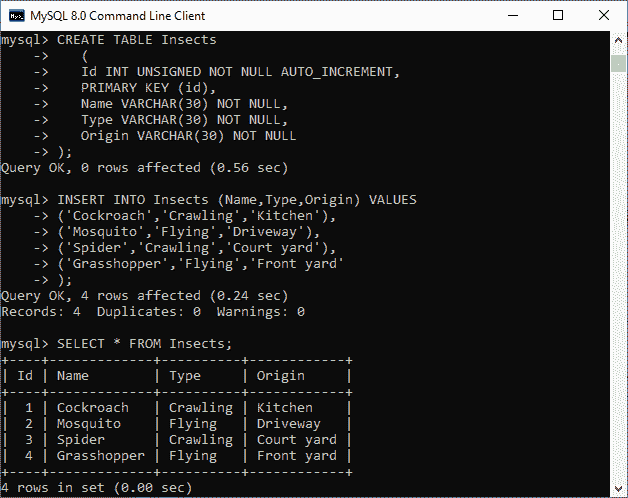 MySQL 8.0 Command Line Client
mysql> CREATE TABLE Insects
    ->     (
    ->     Id INT UNSIGNED NOT NULL AUTO_INCREMENT,
    ->     PRIMARY KEY (id),
    ->     Name VARCHAR(30) NOT NULL,
    ->     Type VARCHAR(30) NOT NULL,
    ->     Origin VARCHAR(30) NOT NULL
    -> );
Query OK, 0 rows affected (0.56 sec)

mysql> INSERT INTO Insects (Name,Type,Origin) VALUES
    -> ('Cockroach','Crawling','Kitchen'),
    -> ('Mosquito','Flying','Driveway'),
    -> ('Spider','Crawling','Court yard'),
    -> ('Grasshopper','Flying','Front yard'
    -> );
Query OK, 4 rows affected (0.24 sec)
Records: 4  Duplicates: 0  Warnings: 0

mysql> SELECT * FROM Insects;
+----+-------------+----------+------------+
| Id | Name        | Type     | Origin     |
+----+-------------+----------+------------+
|  1 | Cockroach   | Crawling | Kitchen    |
|  2 | Mosquito    | Flying   | Driveway   |
|  3 | Spider      | Crawling | Court yard |
|  4 | Grasshopper | Flying   | Front yard |
+----+-------------+----------+------------+
4 rows in set (0.00 sec)